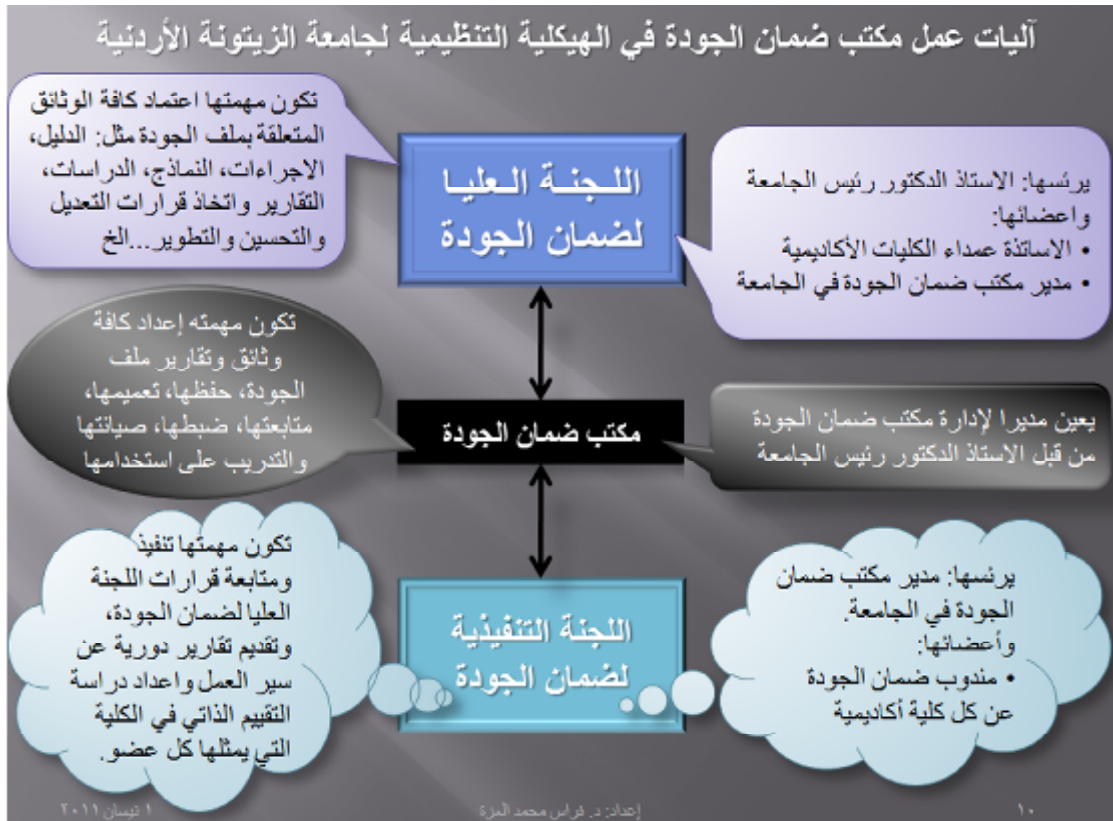 آليات عمل مكتب ضمان الجودة في الهيكلية التنظيمية لجامعة الزيتونة الأردنية
يرئسها: الاستاذ الدكتور رئيس الجامعة
واعضائها:
• الاساتذة عمداء الكليات الأكاديمية
• مدير مكتب ضمان الجودة في الجامعة
اللجنة العليا
لضمان الجودة
تكون مهمتها اعتماد كافة الوثائق
المتعلقة بملف الجودة مثل: الدليل،
الاجراءات، النماذج، الدراسات،
التقارير واتخاذ قرارات التعديل
والتحسين والتطوير...الخ
يعين مديرا لإدارة مكتب ضمان الجودة
من قبل الاستاذ الدكتور رئيس الجامعة
مكتب ضمان الجودة
تكون مهمته إعداد كافة
وثائق وتقارير ملف
الجودة، حفظها، تعميمها،
متابعتها، ضبطها، صيانتها
والتدريب على استخدامها
يرئسها: مدير مكتب ضمان
الجودة في الجامعة.
وأعضائها:
• مندوب ضمان الجودة
عن كل كلية أكاديمية
اللجنة التنفيذية
لضمان الجودة
تكون مهمتها تنفيذ
ومتابعة قرارات اللجنة
العليا لضمان الجودة،
وتقديم تقارير دورية عن
سير العمل واعداد دراسة
التقييم الذاتي في الكلية
التي يمثلها كل عضو.
١٠
إعداد: د. فراس محمد العزة
١ نيسان ٢٠١١